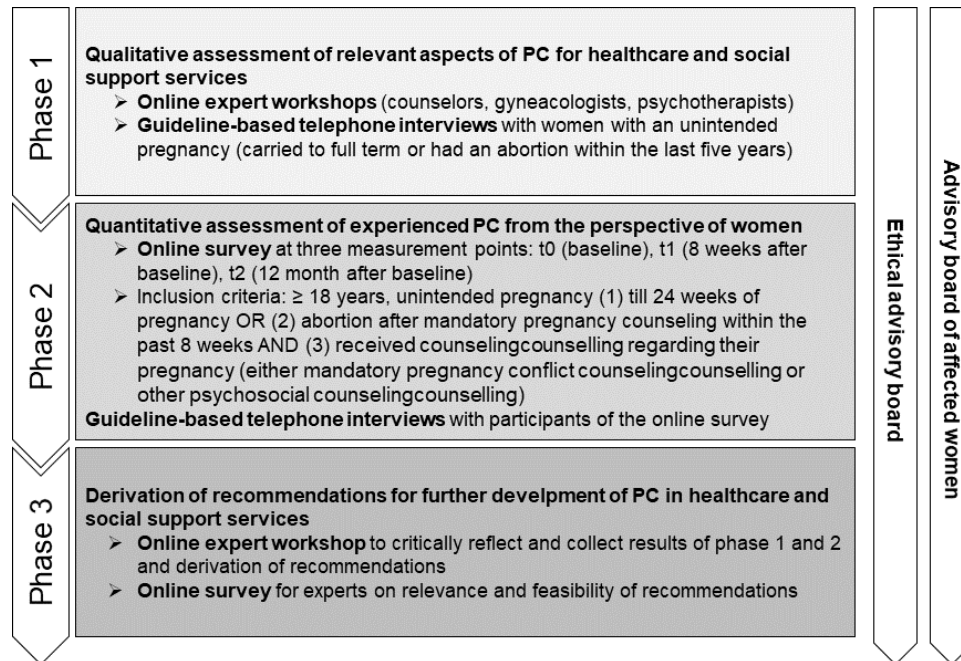 Phase 1
Qualitative assessment of relevant aspects of PC for healthcare and social
support services
➢ Online expert workshops (counselors, gyneacologists, psychotherapists)
➢ Guideline-based telephone interviews with women with an unintended
pregnancy (carried to full term or had an abortion within the last five years)
Phase 2
Quantitative assessment of experienced PC from the perspective of women
➢ Online survey at three measurement points: t0 (baseline), t1 (8 weeks after
baseline), t2 (12 month after baseline)
➢ Inclusion criteria: ≥ 18 years, unintended pregnancy (1) till 24 weeks of
pregnancy OR (2) abortion after mandatory pregnancy counseling within the
past 8 weeks AND (3) received counselingcounselling regarding their
pregnancy (either mandatory pregnancy conflict counselingcounselling or
other psychosocial counselingcounselling)
Guideline-based telephone interviews with participants of the online survey
Phase 3
Derivation of recommendations for further develpment of PC in healthcare and
social support services
➢ Online expert workshop to critically reflect and collect results of phase 1 and 2
and derivation of recommendations
➢ Online survey for experts on relevance and feasibility of recommendations
Ethical advisory board
Advisory board of affected women